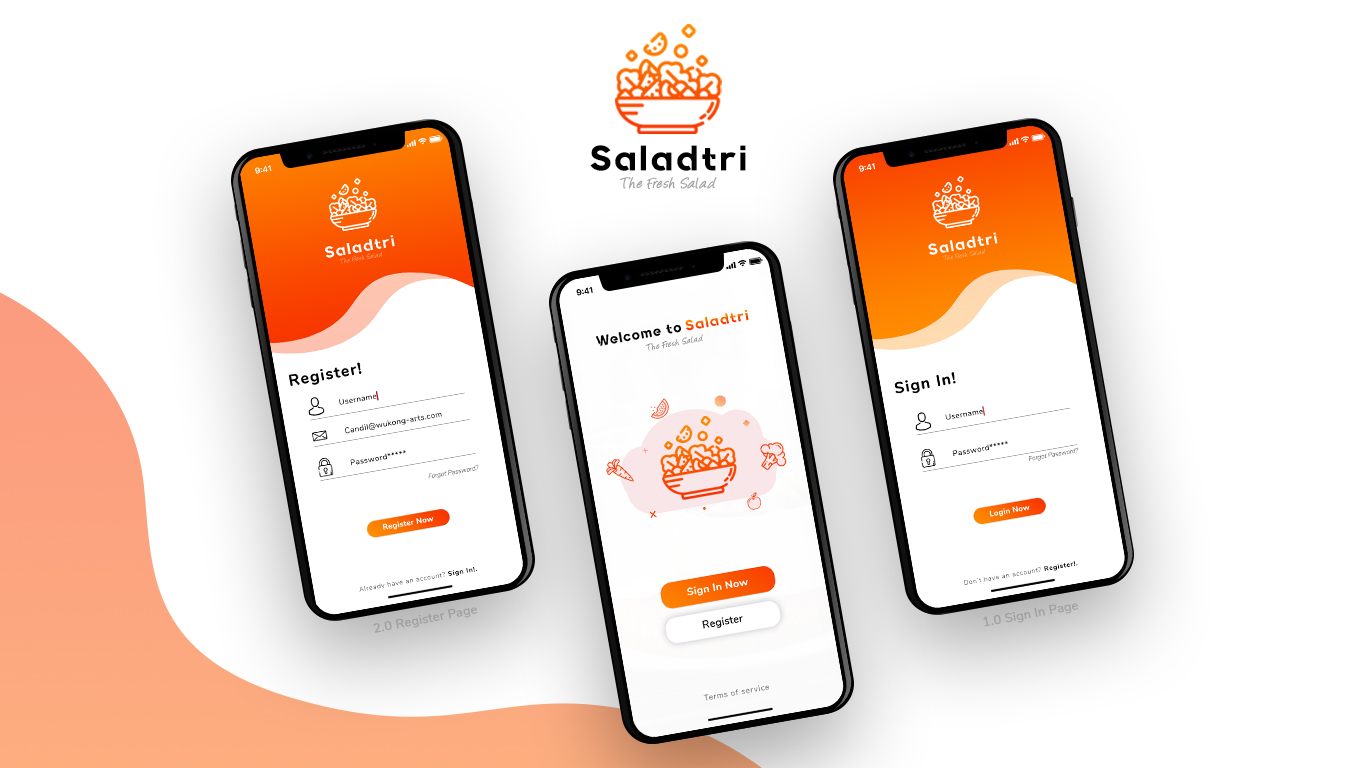 Saladtri
The Fresh Salad
9:41
Saladtri
The Fresh Salad
Register!
Username
Candil@wukong-arts.com
Password*****
Forgot Password?
Register Now
Already have an account? Sign In!.
2.0 Register Page
9:41
Welcome to Saladtri
The Fresh Salad
Sign In Now
Register
Terms of service
9:41
Saladtri
The Fresh Salad
Sign In!
Username
Password*****
Forgot Password?
Login Now
Don't have an account? Register!.
1.0 Sign In Page